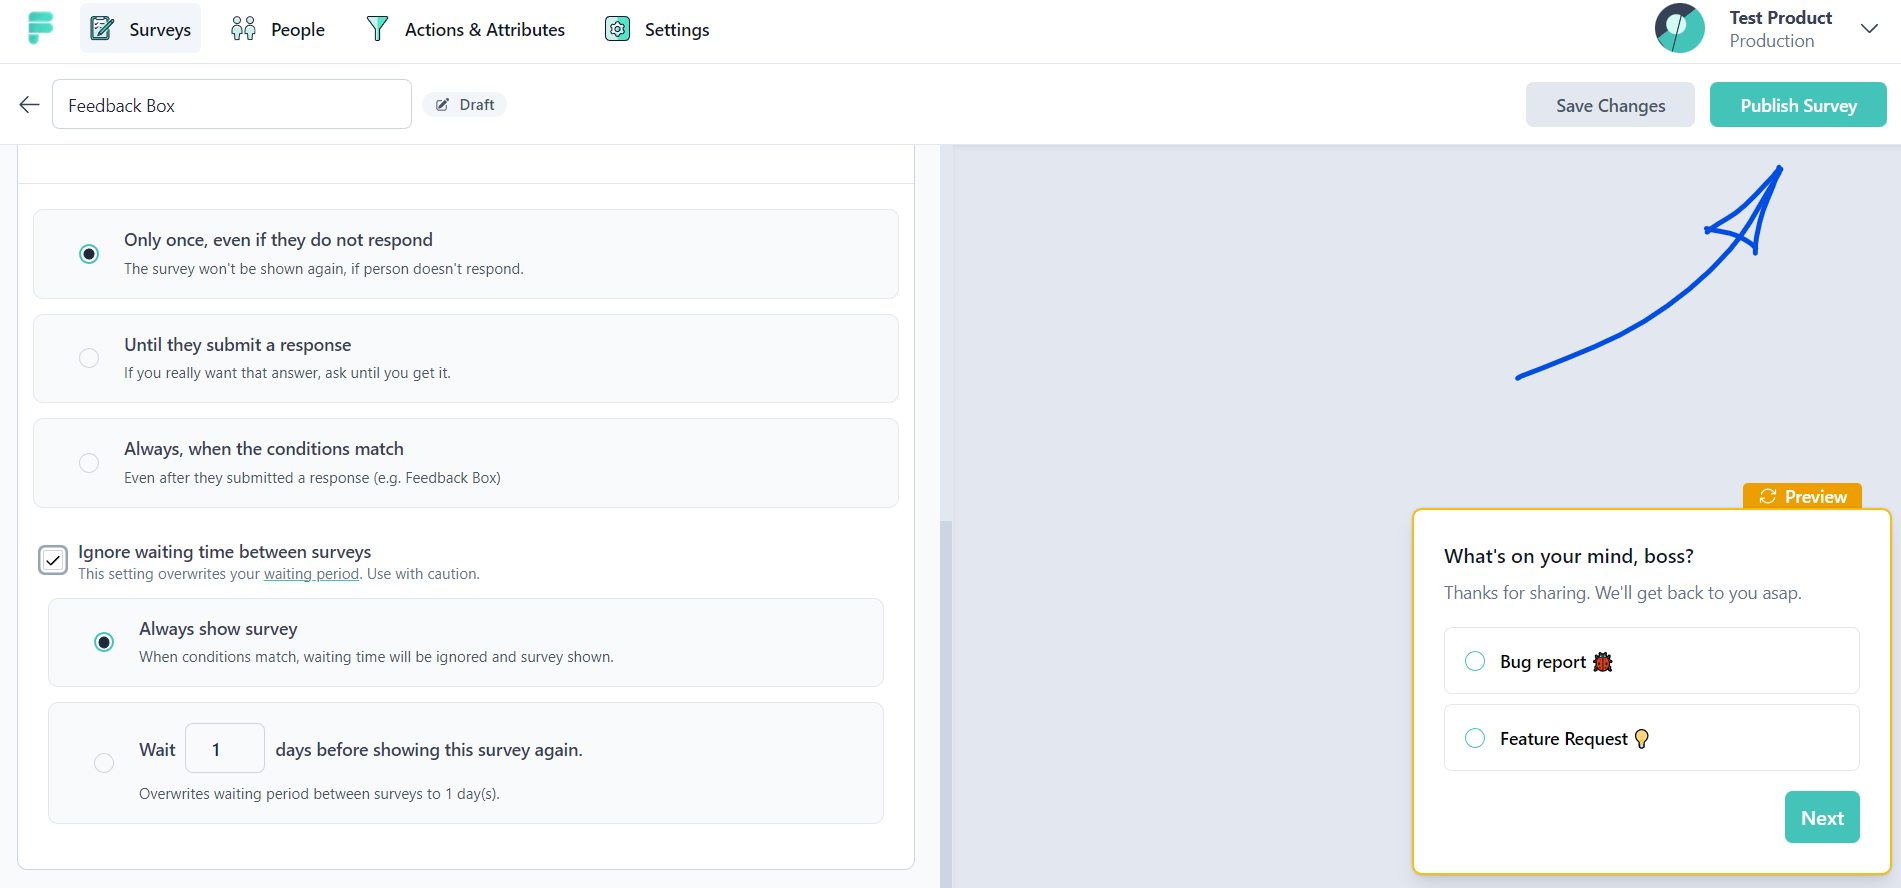 Surveys
People
Actions & Attributes
Settings
Test Product
Production
Feedback Box
Draft
Save Changes
Publish Survey
Only once, even if they do not respond
The survey won't be shown again, if person doesn't respond.
Until they submit a response
If you really want that answer, ask until you get it.
Always, when the conditions match
Even after they submitted a response (e.g. Feedback Box)
Ignore waiting time between surveys
This setting overwrites your waiting period. Use with caution.
Always show survey
When conditions match, waiting time will be ignored and survey shown.
Wait 1 days before showing this survey again.
Overwrites waiting period between surveys to 1 day(s).
Preview
What's on your mind, boss?
Thanks for sharing. We'll get back to you asap.
Bug report 🐞
Feature Request 💡
Next